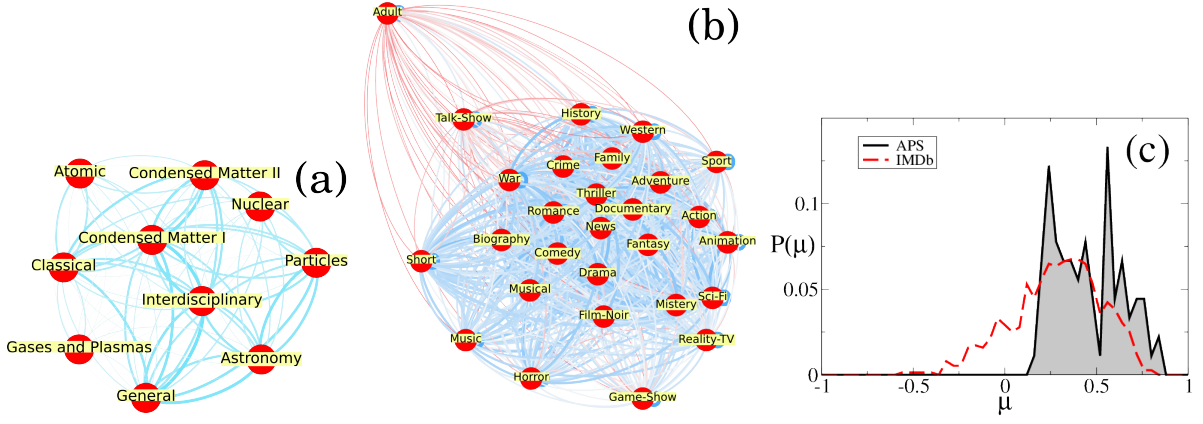 (a)
Atomic
Condensed Matter II
Nuclear
Condensed Matter I
Classical
Particles
Interdisciplinary
Gases and Plasmas
Astronomy
General
(b)
Adult
Talk-Show
History
Western
Crime
Family
Sport
War
Thriller
Adventure
Romance
Documentary
Action
News
Biography
Comedy
Fantasy
Animation
Short
Drama
Musical
Mistery
Sci-Fi
Film-Noir
Music
Reality-TV
Horror
Game-Show
(c)
APS
IMDb
P(μ)
0.1
0.05
0
-1
-0.5
0
0.5
1
μ